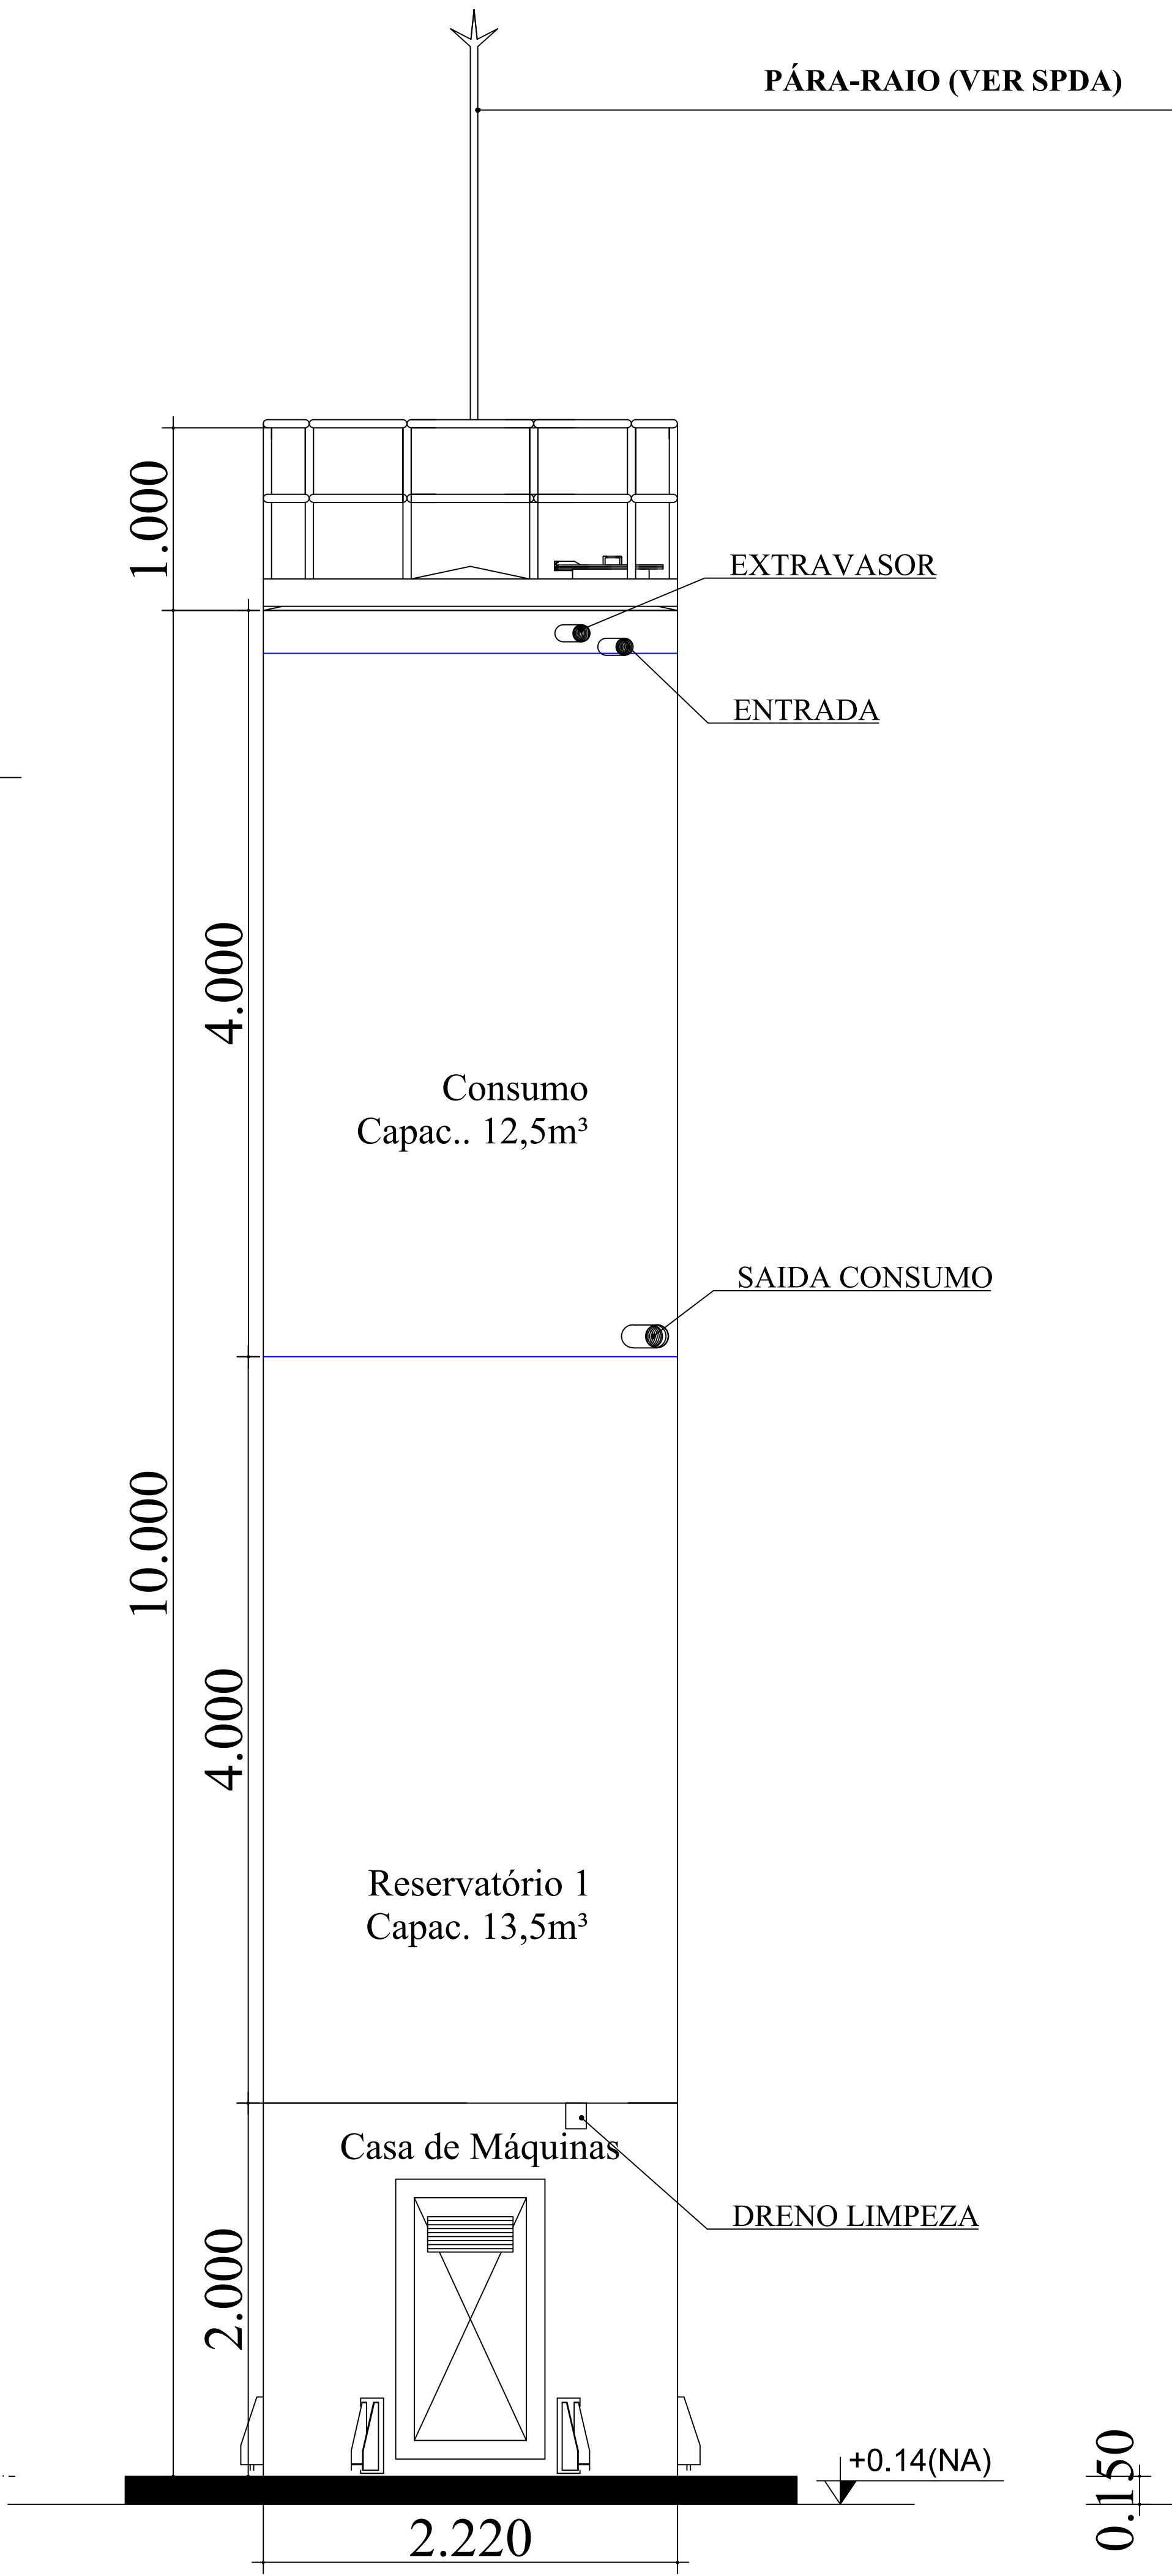 PÁRA-RAIO (VER SPDA)
1.000
EXTRAVASOR
ENTRADA
4.000
Consumo
Capac.. 12,5m³
SAIDA CONSUMO
10.000
4.000
Reservatório 1
Capac. 13,5m³
Casa de Máquinas
DRENO LIMPEZA
2.000
+0.14(NA)
0.150
2.220